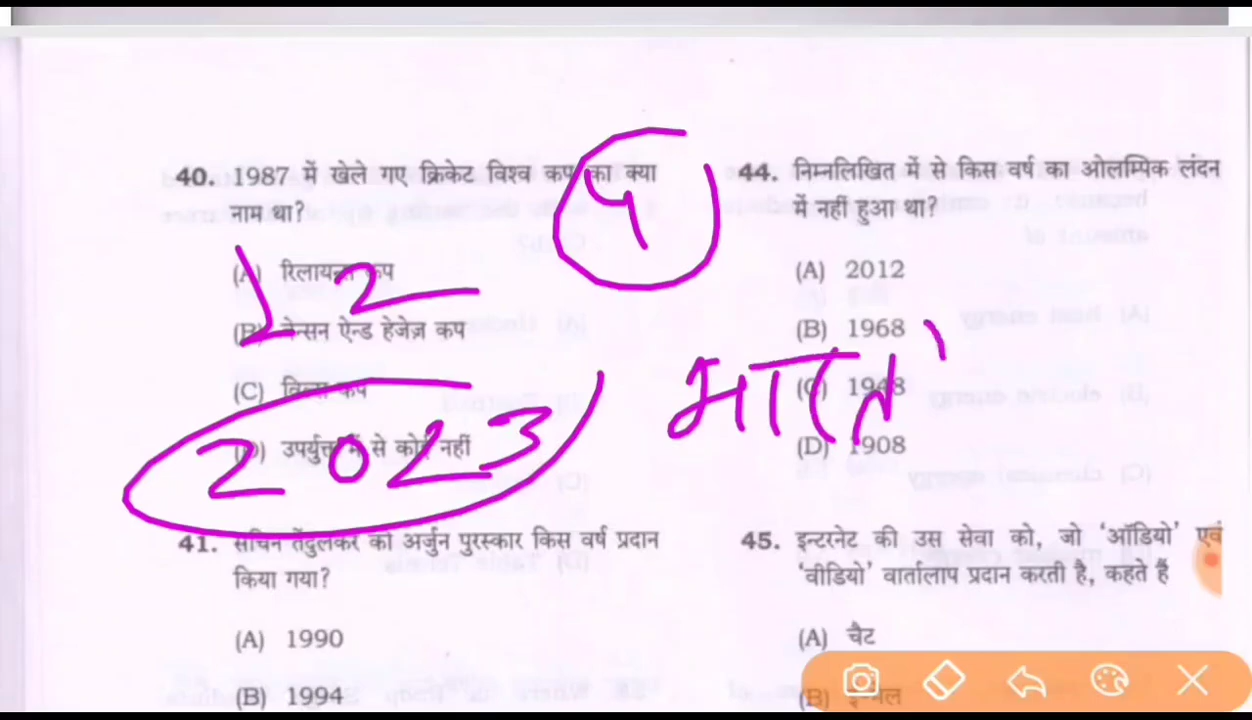 40. 1987 में खेले गए क्रिकेट विश्व कप का क्या
नाम था?
(A) रिलायन्स कप
(B) बेन्सन ऐन्ड हेजेज़ कप
(C) विल्स कप
(D) उपर्युक्त में से कोई नहीं
41. सचिन तेंदुलकर को अर्जुन पुरस्कार किस वर्ष प्रदान
किया गया?
(A) 1990
(B) 1994
44. निम्नलिखित में से किस वर्ष का ओलम्पिक लंदन
में नहीं हुआ था?
(A) 2012
(B) 1968
(C) 1948
(D) 1908
45. इन्टरनेट की उस सेवा को, जो ‘ऑडियो’ एवं
‘वीडियो’ वार्तालाप प्रदान करती है, कहते हैं
(A) चैट
(B) ई-मेल
12
2023
भारत